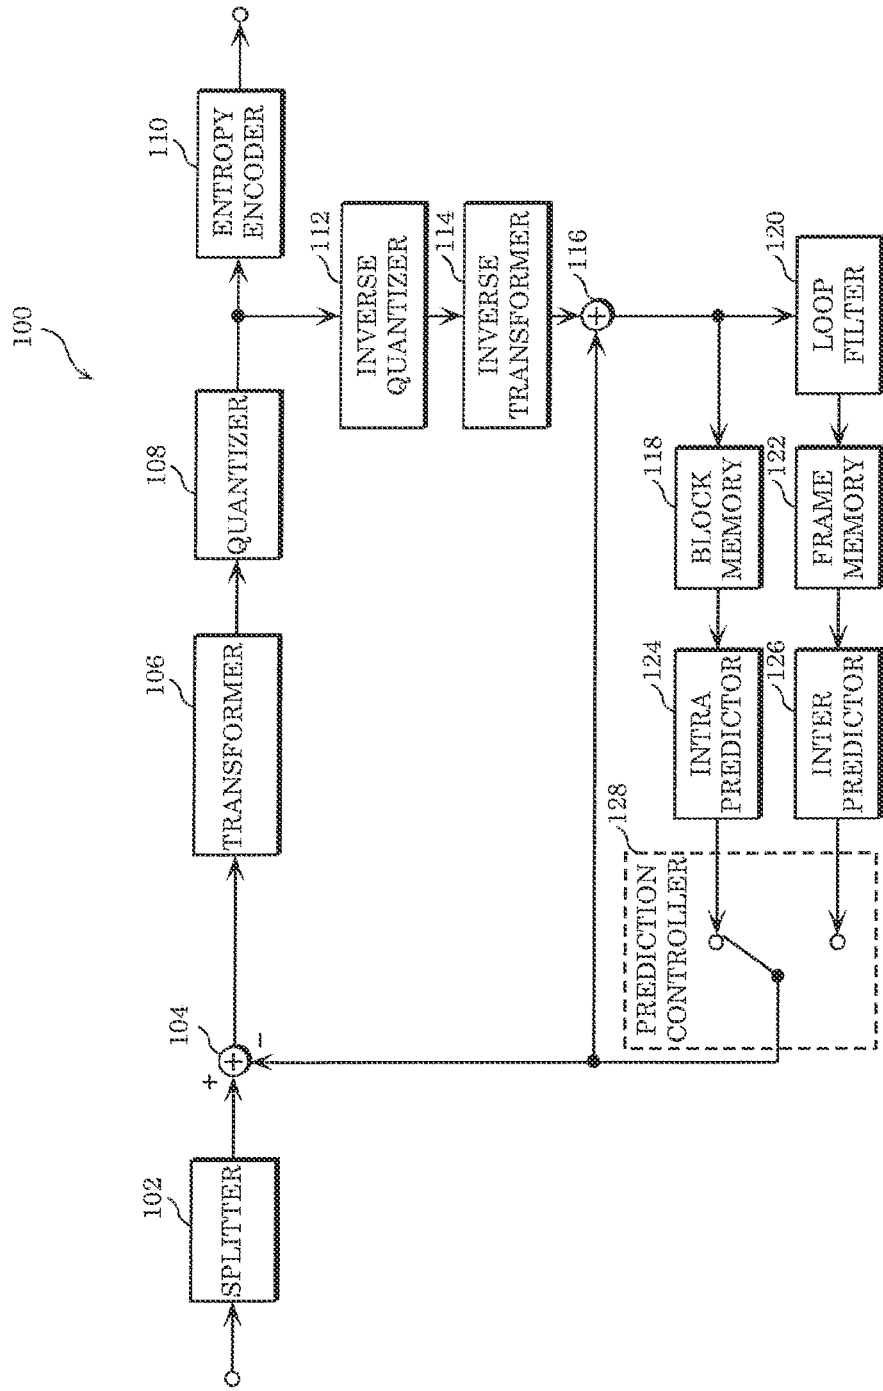 100
102
SPLITTER
104
+
−
106
TRANSFORMER
108
QUANTIZER
110
ENTROPY
ENCODER
112
INVERSE
QUANTIZER
114
INVERSE
TRANSFORMER
116
+
+
118
BLOCK
MEMORY
120
LOOP
FILTER
122
FRAME
MEMORY
124
INTRA
PREDICTOR
126
INTER
PREDICTOR
128
PREDICTION
CONTROLLER